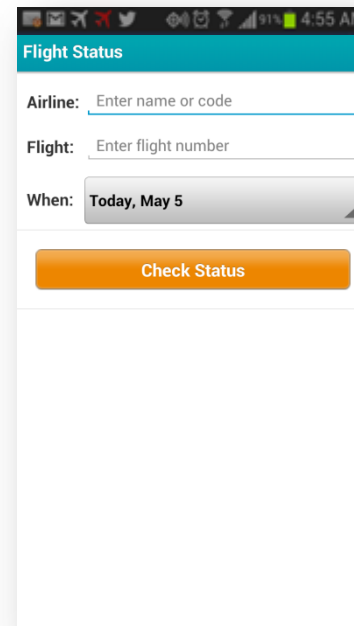 91% 4:55 AM
Flight Status
Airline: Enter name or code
Flight: Enter flight number
When: Today, May 5
Check Status